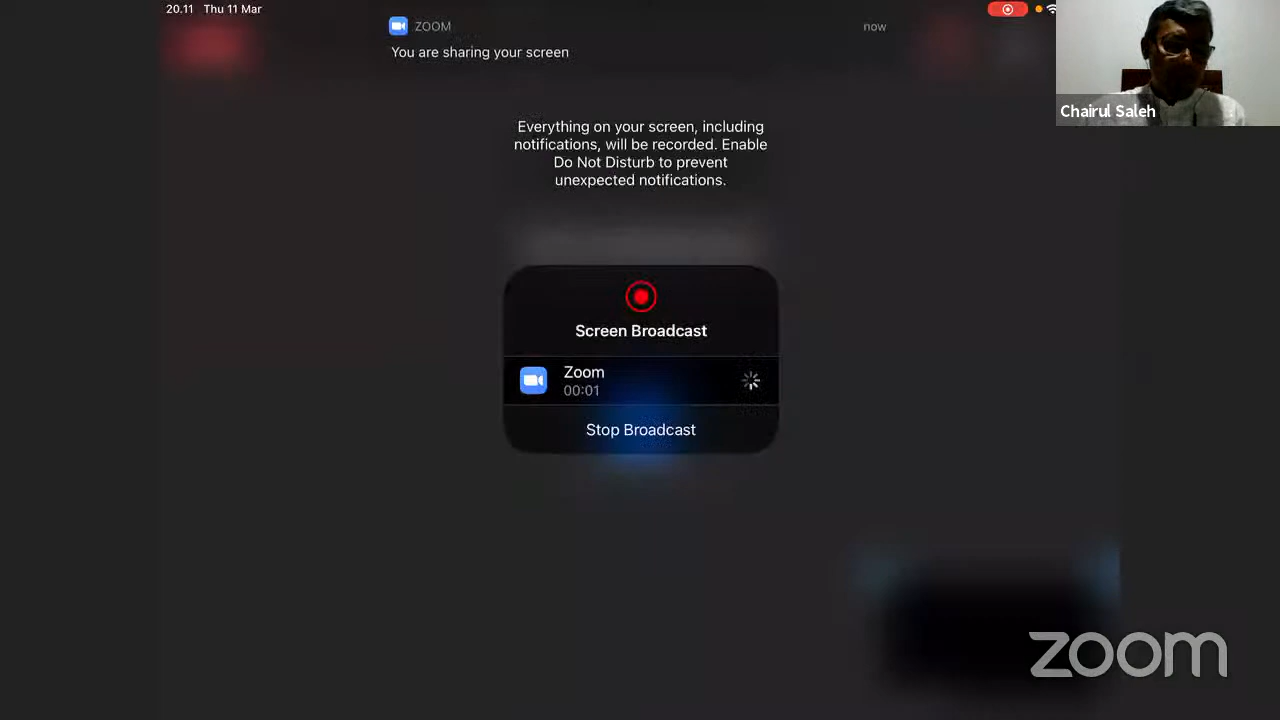 20.11 Thu 11 Mar
ZOOM
now
You are sharing your screen
Chairul Saleh
Everything on your screen, including
notifications, will be recorded. Enable
Do Not Disturb to prevent
unexpected notifications.
Screen Broadcast
Zoom
00:01
Stop Broadcast
zoom